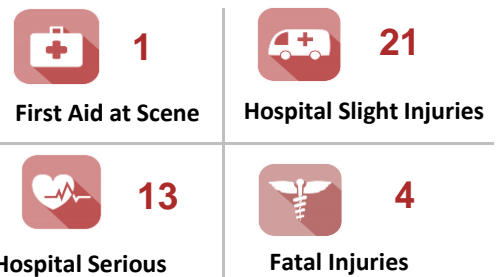 1
First Aid at Scene
21
Hospital Slight Injuries
13
Hospital Serious
4
Fatal Injuries